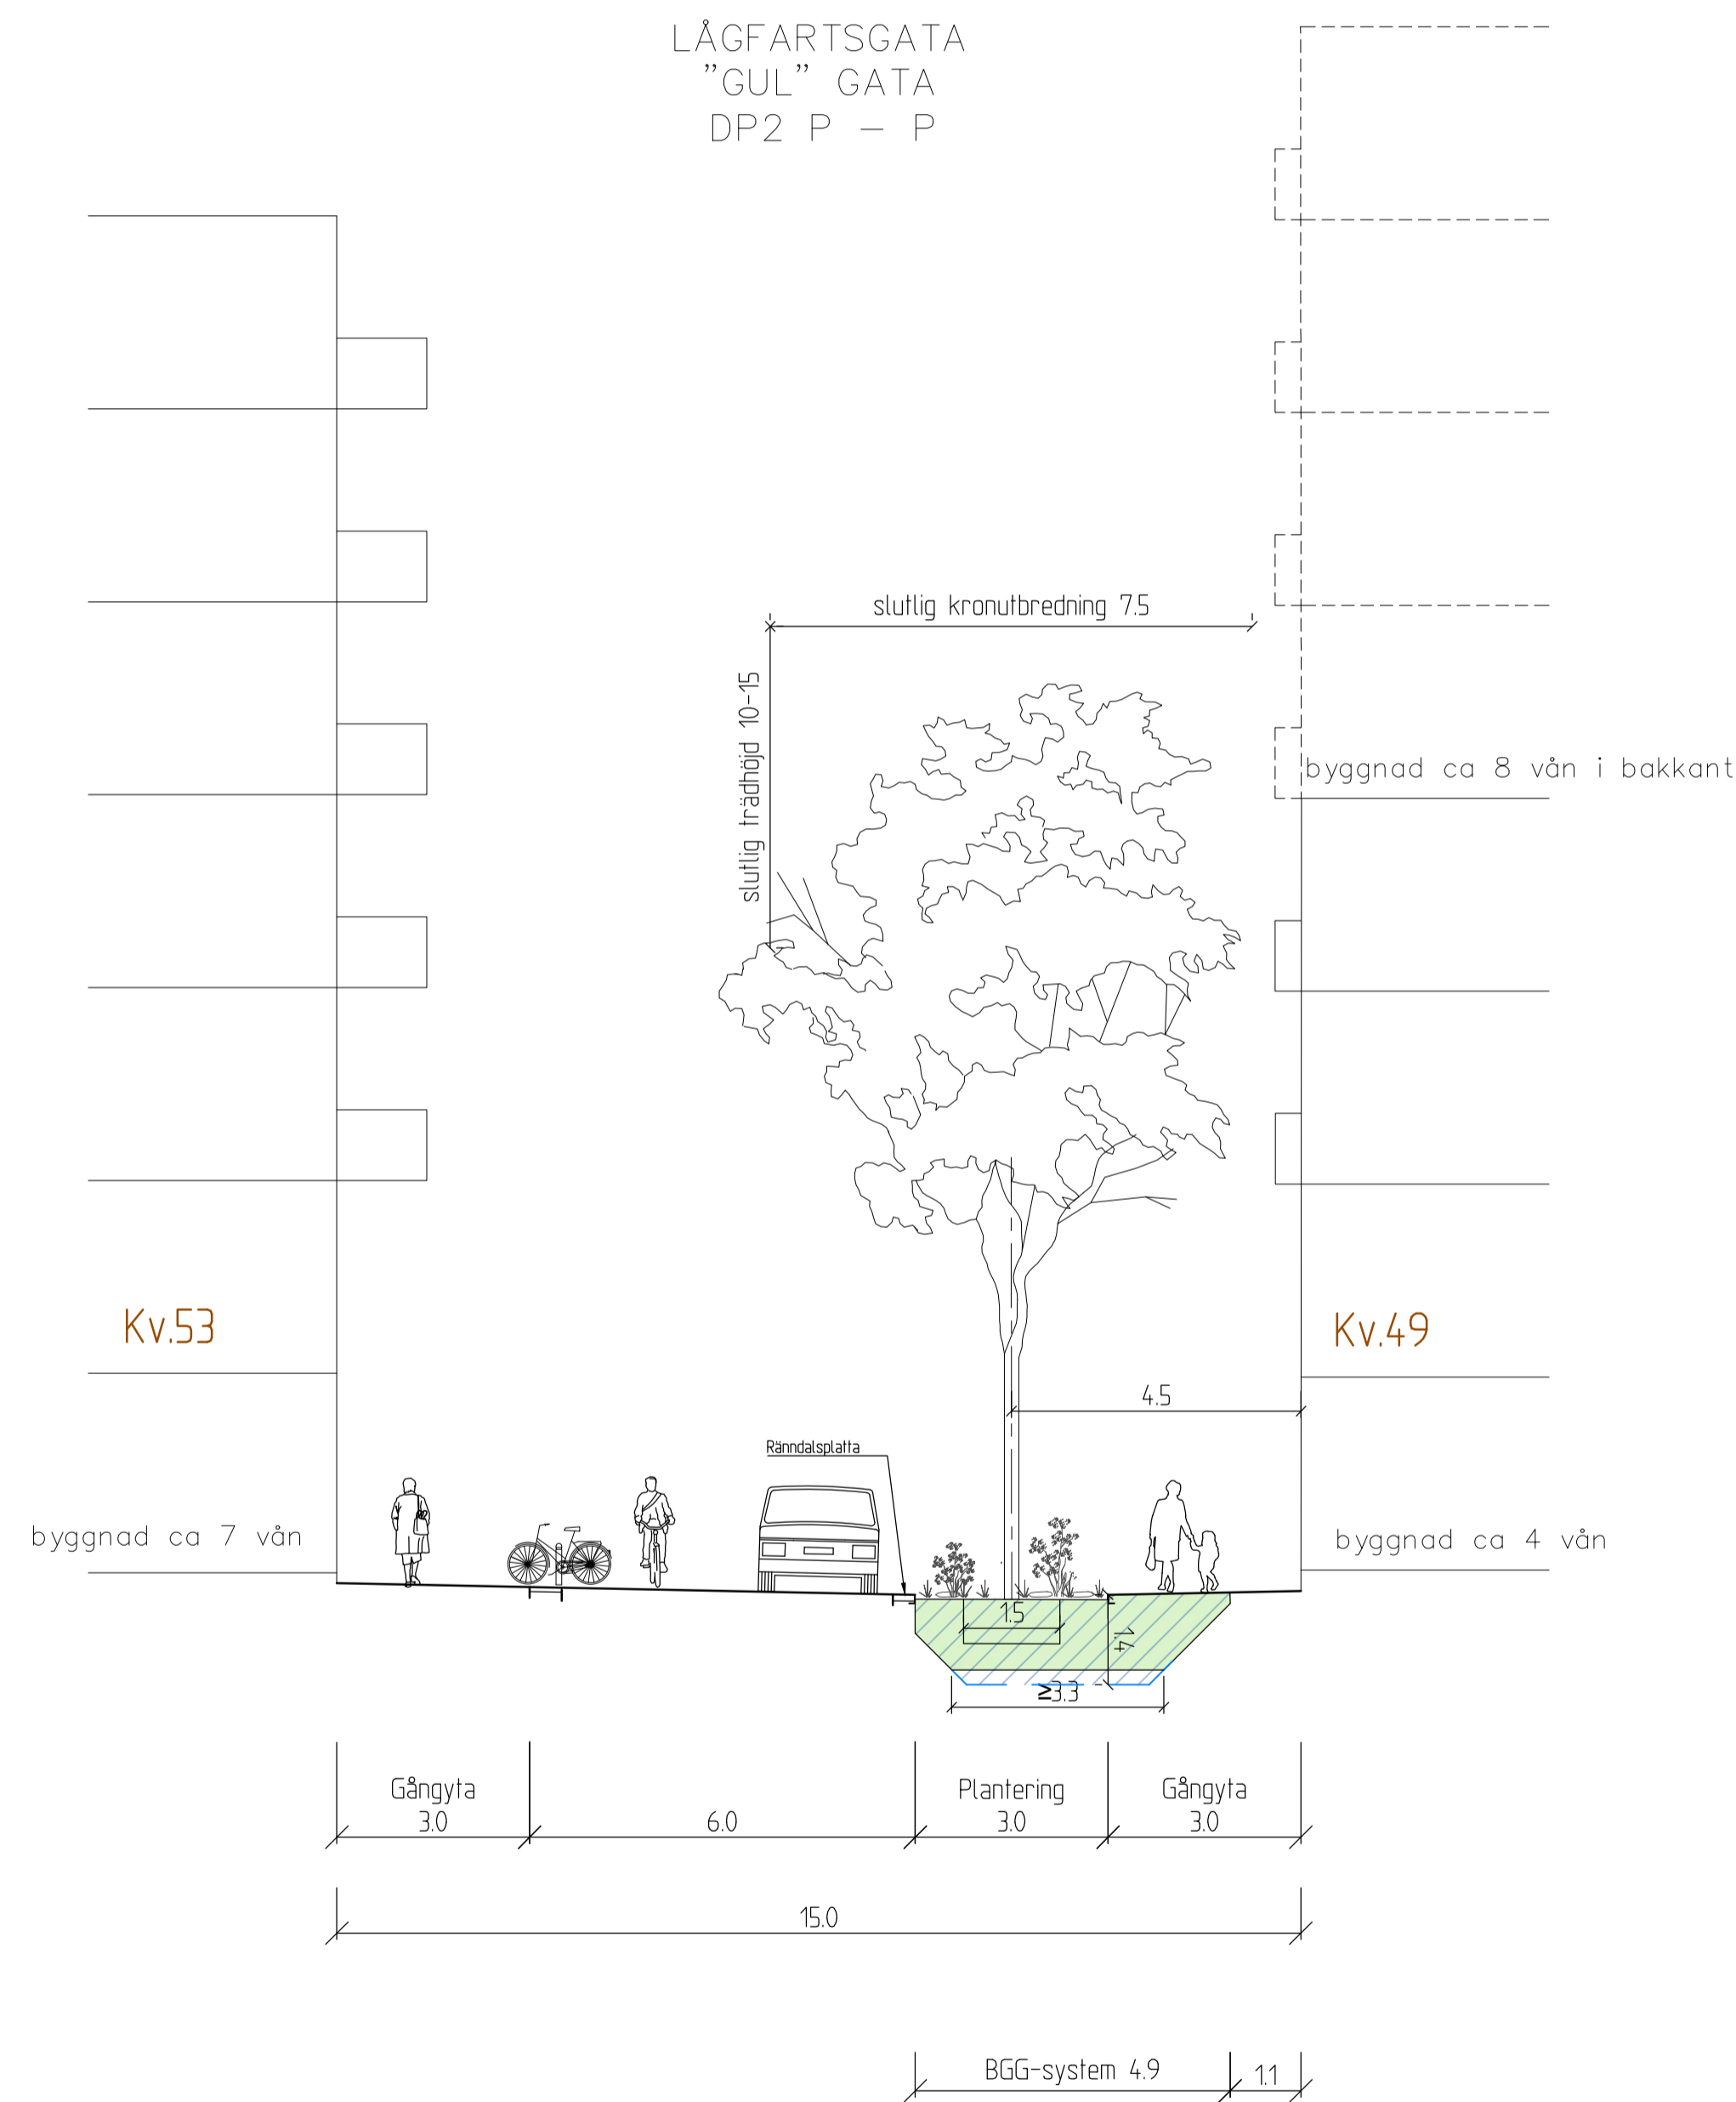 LÅGFARTSGATA
”GUL” GATA
DP2 P – P
slutlig kronutbredning 7.5
slutlig trädhöjd 10-15
byggnad ca 8 vån i bakkant
Kv.53
Kv.49
4.5
Ränndalsplatta
byggnad ca 7 vån
byggnad ca 4 vån
1.5
1.4
≥3.3
Gångyta
3.0
6.0
Plantering
3.0
Gångyta
3.0
15.0
BGG-system 4.9
1.1